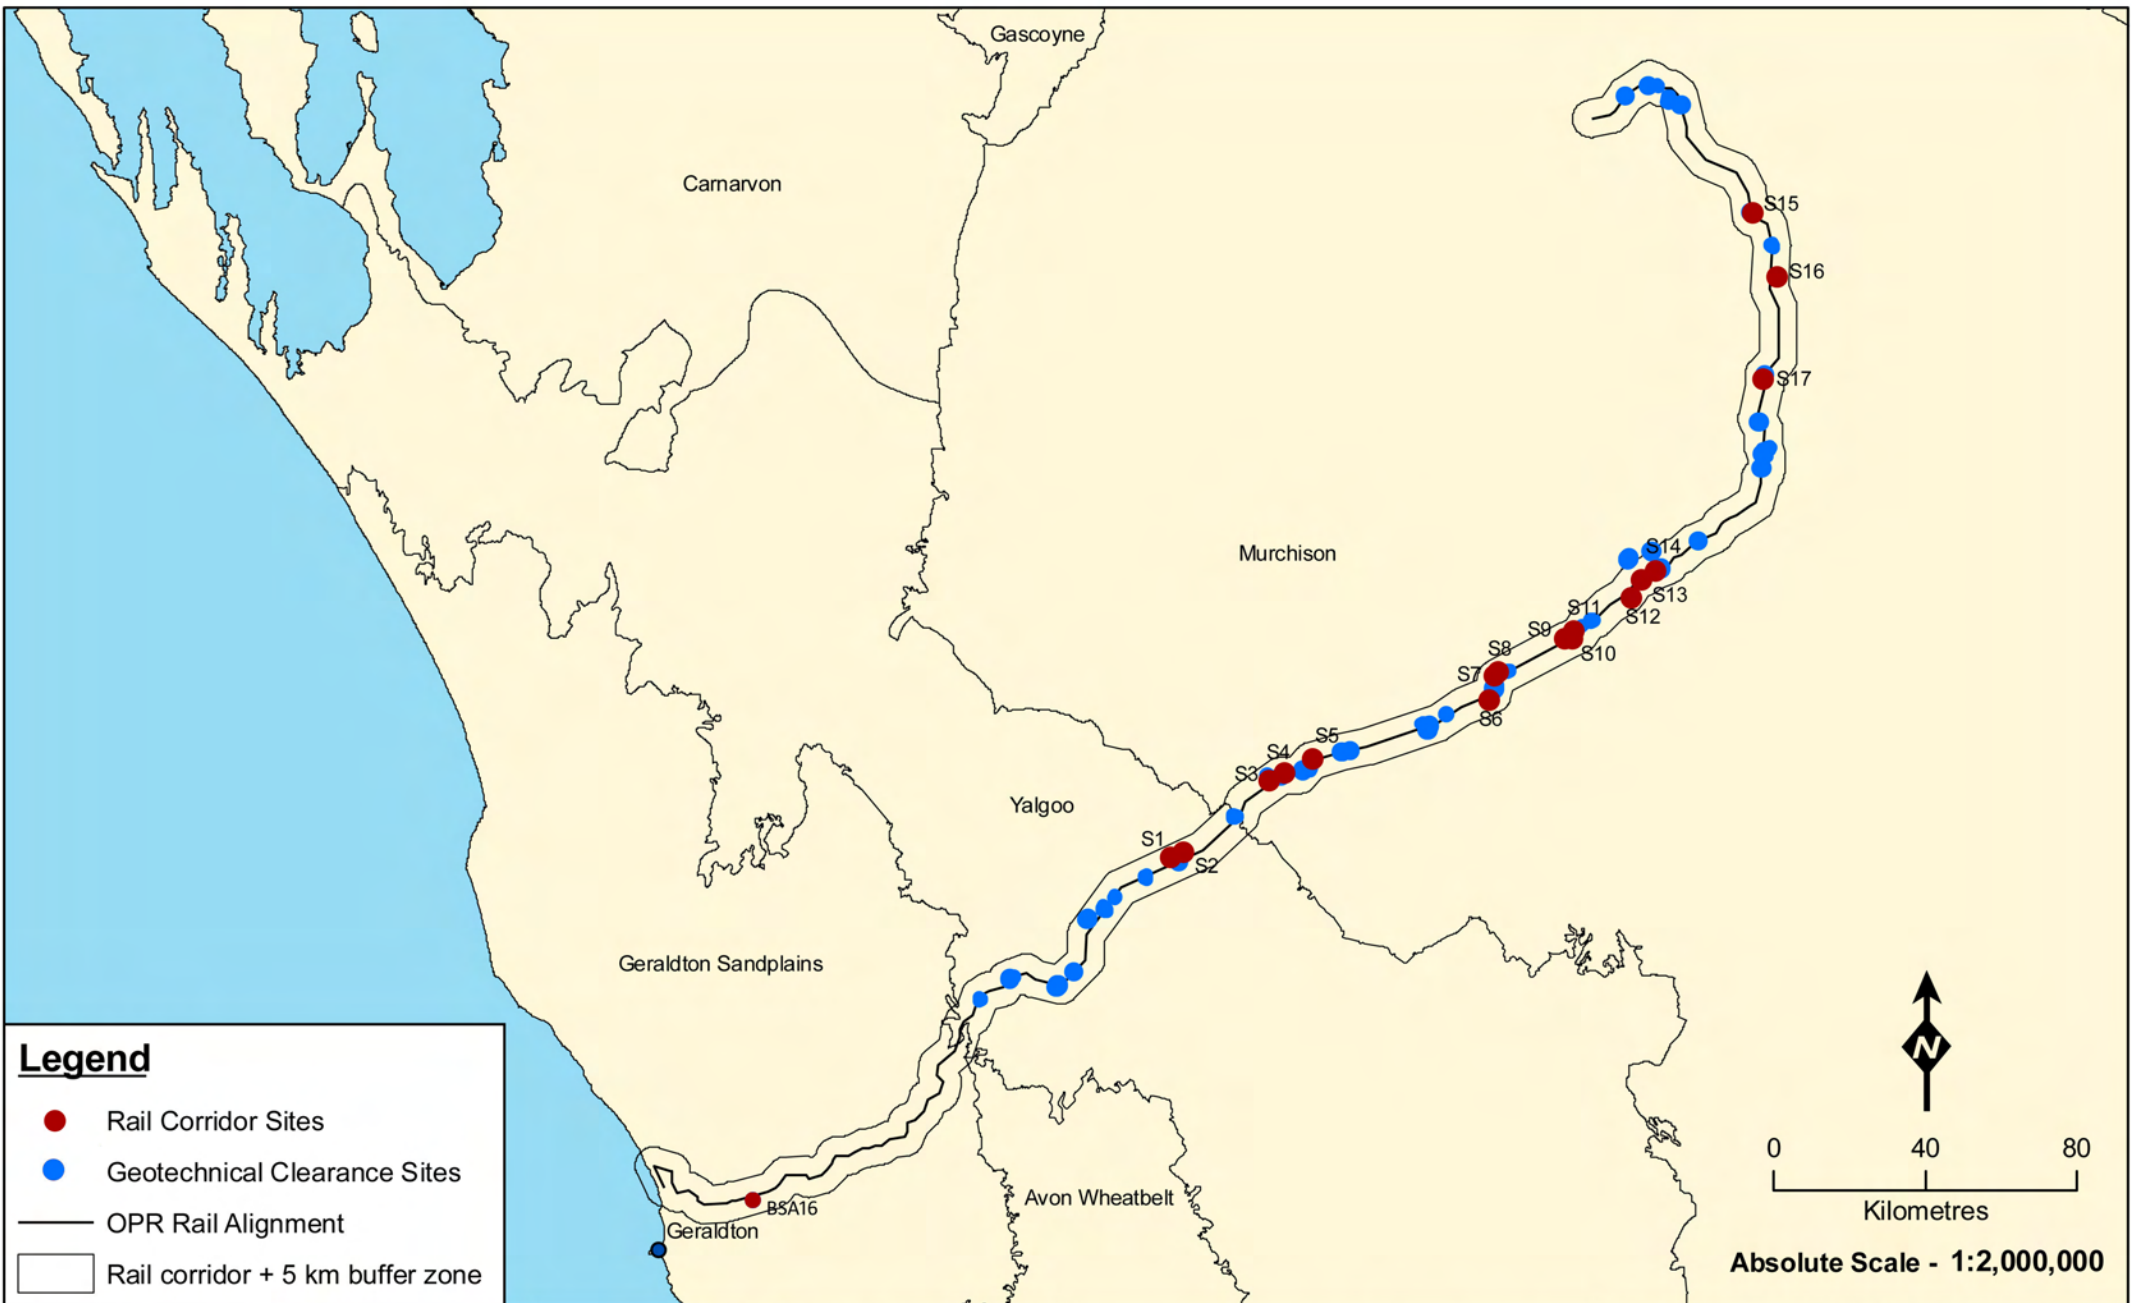 Gascoyne
Carnarvon
S15
S16
S17
Murchison
S14
S13
S11
S12
S9
S10
S8
S7
S6
S5
S4
S3
Yalgoo
S1
S2
Geraldton Sandplains
Avon Wheatbelt
BSA16
Geraldton
Legend
Rail Corridor Sites
Geotechnical Clearance Sites
OPR Rail Alignment
Rail corridor + 5 km buffer zone
N
0 40 80
Kilometres
Absolute Scale - 1:2,000,000